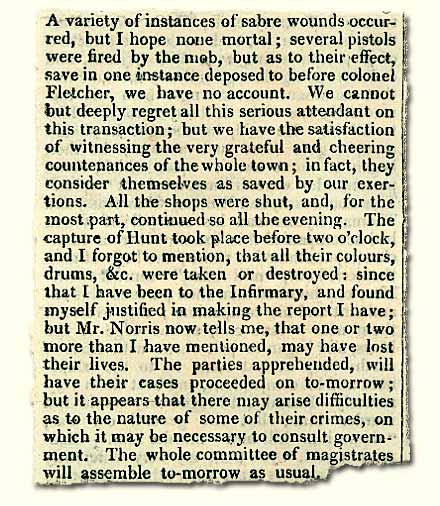 A variety of instances of sabre wounds occur-
red, but I hope none mortal; several pistols
were fired by the mob, but as to their effect,
save in one instance deposed to before colonel
Fletcher, we have no account. We cannot
but deeply regret all this serious attendant on
this transaction; but we have the satisfaction
of witnessing the very grateful and cheering
countenances of the whole town; in fact, they
consider themselves as saved by our exer-
tions. All the shops were shut, and, for the
most part, continued so all the evening. The
capture of Hunt took place before two o'clock,
and I forgot to mention, that all their colours,
drums, &c. were taken or destroyed: since
that I have been to the Infirmary, and found
myself justified in making the report I have;
but Mr. Norris now tells me, that one or two
more than I have mentioned, may have lost
their lives. The parties apprehended, will
have their cases proceeded on to-morrow;
but it appears that there may arise difficulties
as to the nature of some of their crimes, on
which it may be necessary to consult govern-
ment. The whole committee of magistrates
will assemble to-morrow as usual.